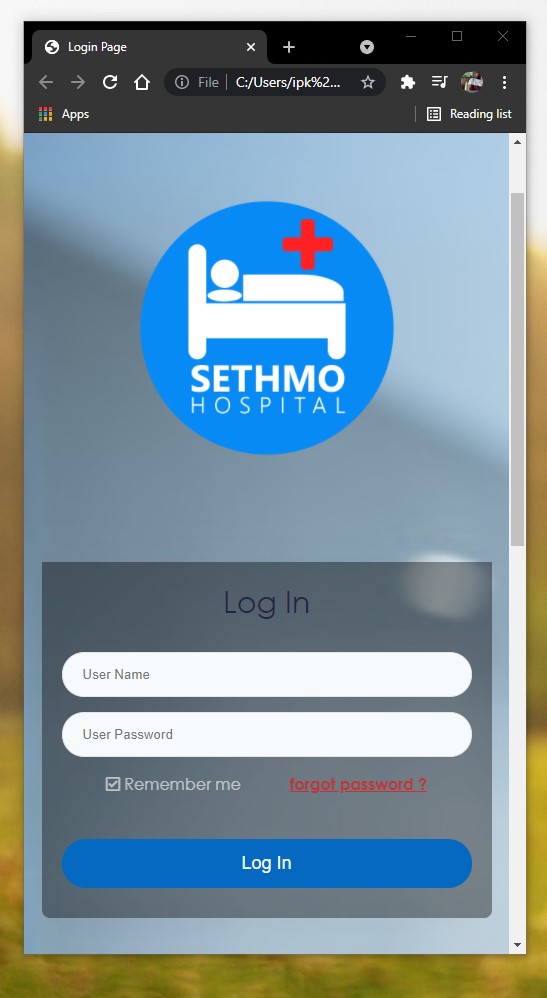 Login Page
File
C:/Users/ipk%2...
Apps
Reading list
SETHMO
HOSPITAL
Log In
User Name
User Password
Remember me
forgot password ?
Log In